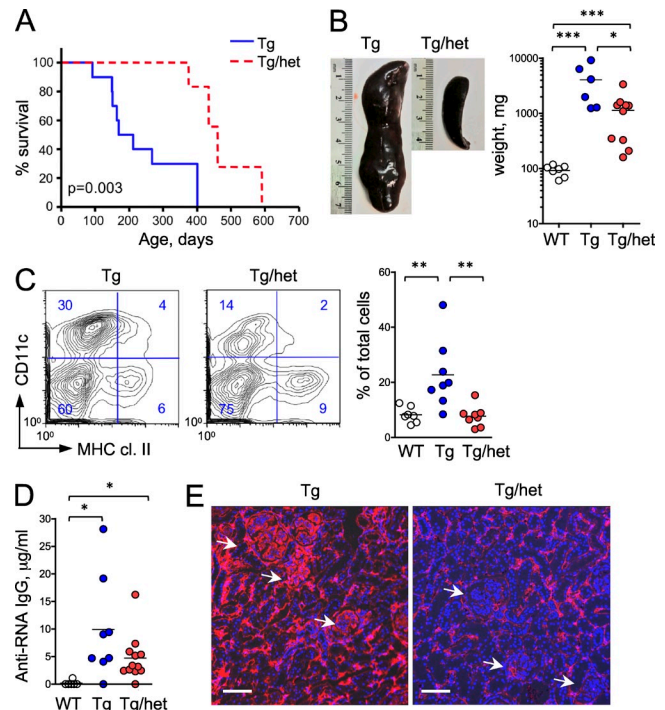 A
Tg
Tg/het
% survival
100
80
60
40
20
0
p=0.003
0 100 200 300 400 500 600 700
Age, days
B
Tg Tg/het
weight, mg
10000
1000
100
10
***
*** *
WT Tg Tg/het
C
Tg Tg/het
CD11c
30 4
60 6
14 2
75 9
10⁰
10⁰ 10⁰
MHC cl. II
% of total cells
60
40
20
0
** **
WT Tg Tg/het
D
Anti-RNA IgG, µg/ml
30
25
20
15
10
5
0
*
*
WT Tg Tg/het
E
Tg Tg/het